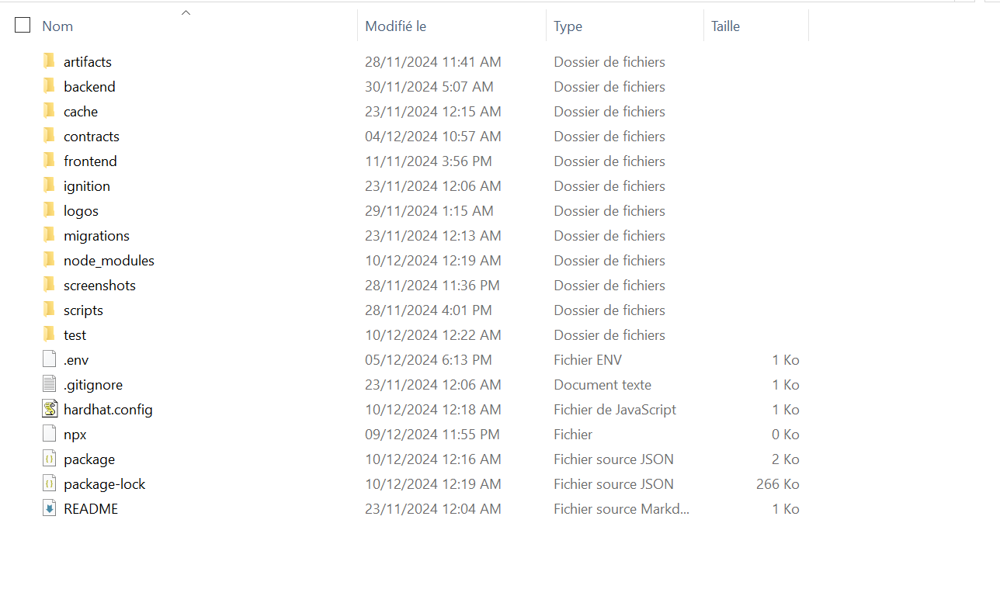 Nom Modifié le Type Taille
artifacts 28/11/2024 11:41 AM Dossier de fichiers
backend 30/11/2024 5:07 AM Dossier de fichiers
cache 23/11/2024 12:15 AM Dossier de fichiers
contracts 04/12/2024 10:57 AM Dossier de fichiers
frontend 11/11/2024 3:56 PM Dossier de fichiers
ignition 23/11/2024 12:06 AM Dossier de fichiers
logos 29/11/2024 1:15 AM Dossier de fichiers
migrations 23/11/2024 12:13 AM Dossier de fichiers
node_modules 10/12/2024 12:19 AM Dossier de fichiers
screenshots 28/11/2024 11:36 PM Dossier de fichiers
scripts 28/11/2024 4:01 PM Dossier de fichiers
test 10/12/2024 12:22 AM Dossier de fichiers
.env 05/12/2024 6:13 PM Fichier ENV 1 Ko
.gitignore 23/11/2024 12:06 AM Document texte 1 Ko
hardhat.config 10/12/2024 12:18 AM Fichier de JavaScript 1 Ko
npx 09/12/2024 11:55 PM Fichier 0 Ko
package 10/12/2024 12:16 AM Fichier source JSON 2 Ko
package-lock 10/12/2024 12:19 AM Fichier source JSON 266 Ko
README 23/11/2024 12:04 AM Fichier source Markd... 1 Ko